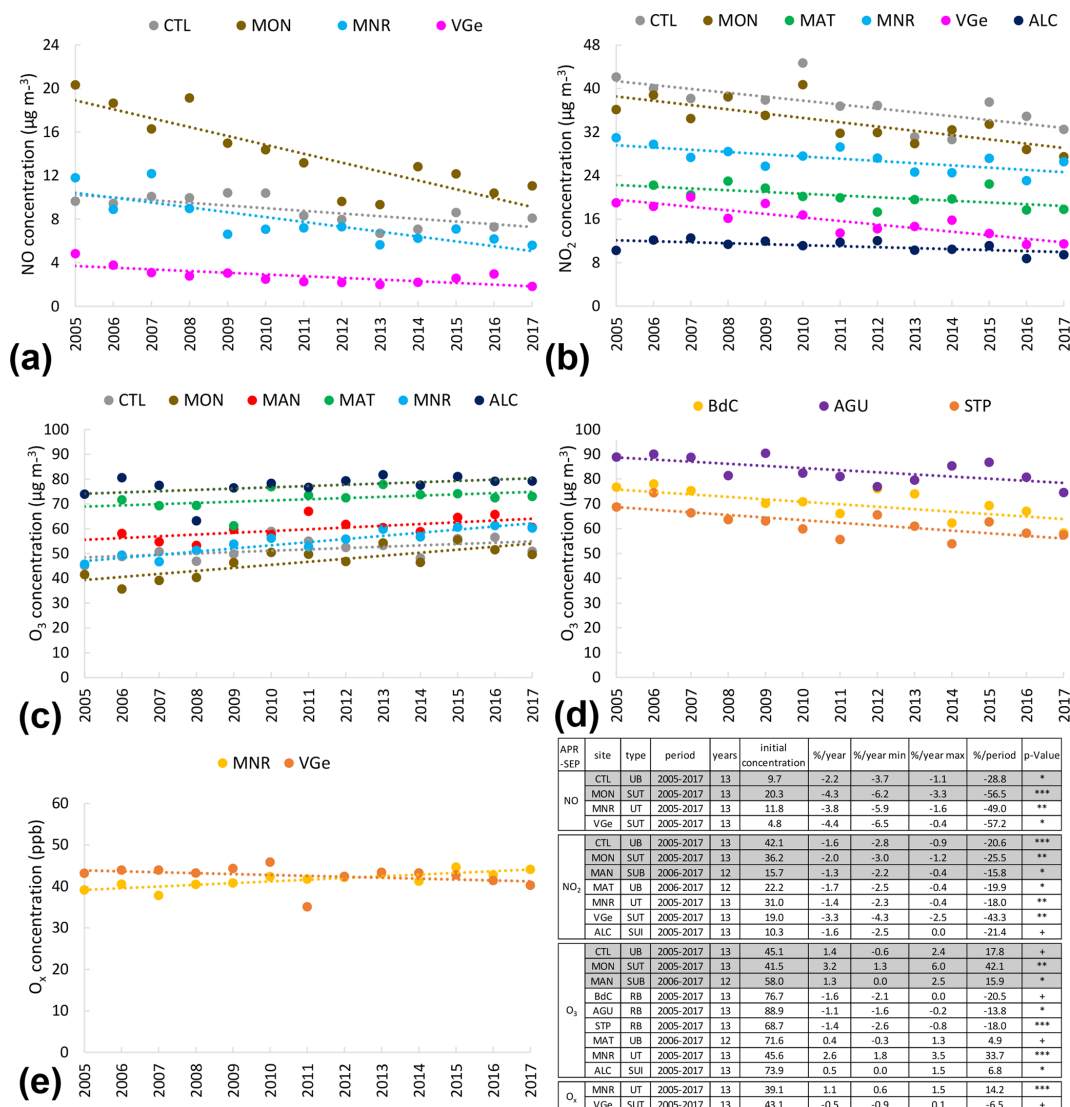 CTL MON MNR VGe
NO concentration (µg m-3)
24
20
16
12
8
4
0
2005 2006 2007 2008 2009 2010 2011 2012 2013 2014 2015 2016 2017
(a)
CTL MON MAT MNR VGe ALC
NO2 concentration (µg m-3)
48
40
32
24
16
8
0
2005 2006 2007 2008 2009 2010 2011 2012 2013 2014 2015 2016 2017
(b)
CTL MON MAN MAT MNR ALC
O3 concentration (µg m-3)
100
90
80
70
60
50
40
30
20
10
0
2005 2006 2007 2008 2009 2010 2011 2012 2013 2014 2015 2016 2017
(c)
BdC AGU STP
O3 concentration (µg m-3)
100
90
80
70
60
50
40
30
20
10
0
2005 2006 2007 2008 2009 2010 2011 2012 2013 2014 2015 2016 2017
(d)
MNR VGe
Ox concentration (ppb)
60
50
40
30
20
10
0
2005 2006 2007 2008 2009 2010 2011 2012 2013 2014 2015 2016 2017
(e)
APR -SEP site type period years initial concentration %/year %/year min %/year max %/period p-Value
NO
CTL UB 2005-2017 13 9.7 -2.2 -3.7 -1.1 -28.8 *
MON SUT 2005-2017 13 20.3 -4.3 -6.2 -3.3 -56.5 ***
MNR UT 2005-2017 13 11.8 -3.8 -5.9 -1.6 -49.0 **
VGe SUT 2005-2017 13 4.8 -4.4 -6.5 -0.4 -57.2 *
NO2
CTL UB 2005-2017 13 42.1 -1.6 -2.8 -0.9 -20.6 ***
MON SUT 2005-2017 13 36.2 -2.0 -3.0 -1.2 -25.5 **
MAN SUB 2006-2017 12 15.7 -1.3 -2.2 -0.4 -15.8 *
MAT UB 2006-2017 12 22.2 -1.7 -2.5 -0.4 -19.9 *
MNR UT 2005-2017 13 31.0 -1.4 -2.3 -0.4 -18.0 **
VGe SUT 2005-2017 13 19.0 -3.3 -4.3 -2.5 -43.3 **
ALC SUI 2005-2017 13 10.3 -1.6 -2.5 0.0 -21.4 +
O3
CTL UB 2005-2017 13 45.1 1.4 -0.6 2.4 17.8 +
MON SUT 2005-2017 13 41.5 3.2 1.3 6.0 42.1 **
MAN SUB 2006-2017 12 58.0 1.3 0.0 2.5 15.9 *
BdC RB 2005-2017 13 76.7 -1.6 -2.1 0.0 -20.5 +
AGU RB 2005-2017 13 88.9 -1.1 -1.6 -0.2 -13.8 *
STP RB 2005-2017 13 68.7 -1.4 -2.6 -0.8 -18.0 ***
MAT UB 2006-2017 12 71.6 0.4 -0.3 1.3 4.9 +
MNR UT 2005-2017 13 45.6 2.6 1.8 3.5 33.7 ***
ALC SUI 2005-2017 13 73.9 0.5 0.0 1.5 6.8 *
Ox
MNR UT 2005-2017 13 39.1 1.1 0.6 1.5 14.2 ***
VGe SUT 2005-2017 13 43.1 -0.5 -0.9 0.1 -6.5 +